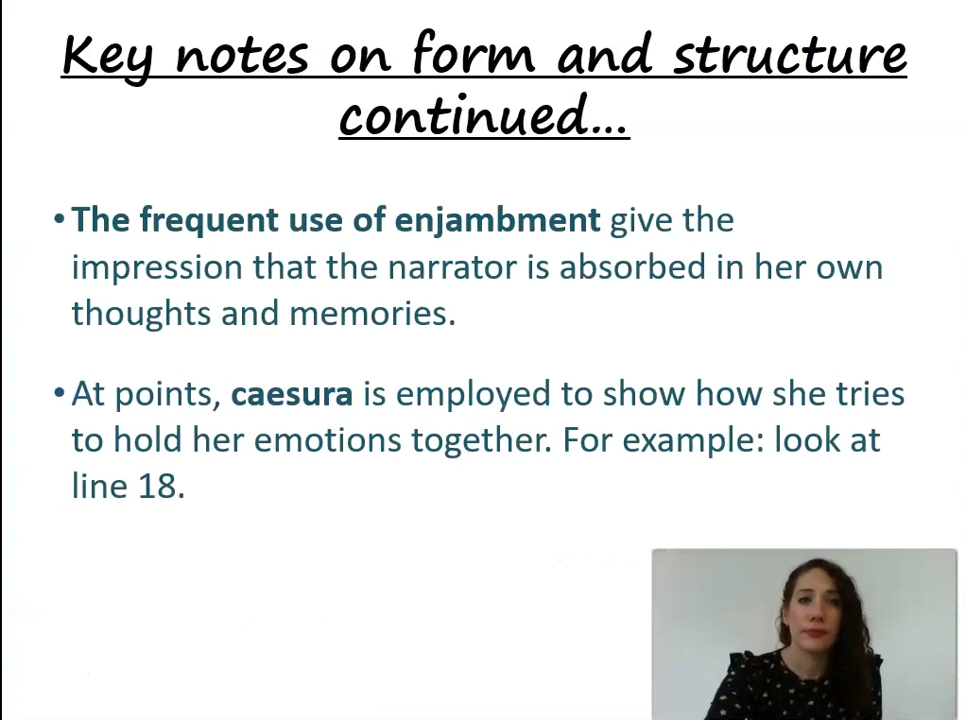 Key notes on form and structure
continued...
• The frequent use of enjambment give the
impression that the narrator is absorbed in her own
thoughts and memories.
• At points, caesura is employed to show how she tries
to hold her emotions together. For example: look at
line 18.